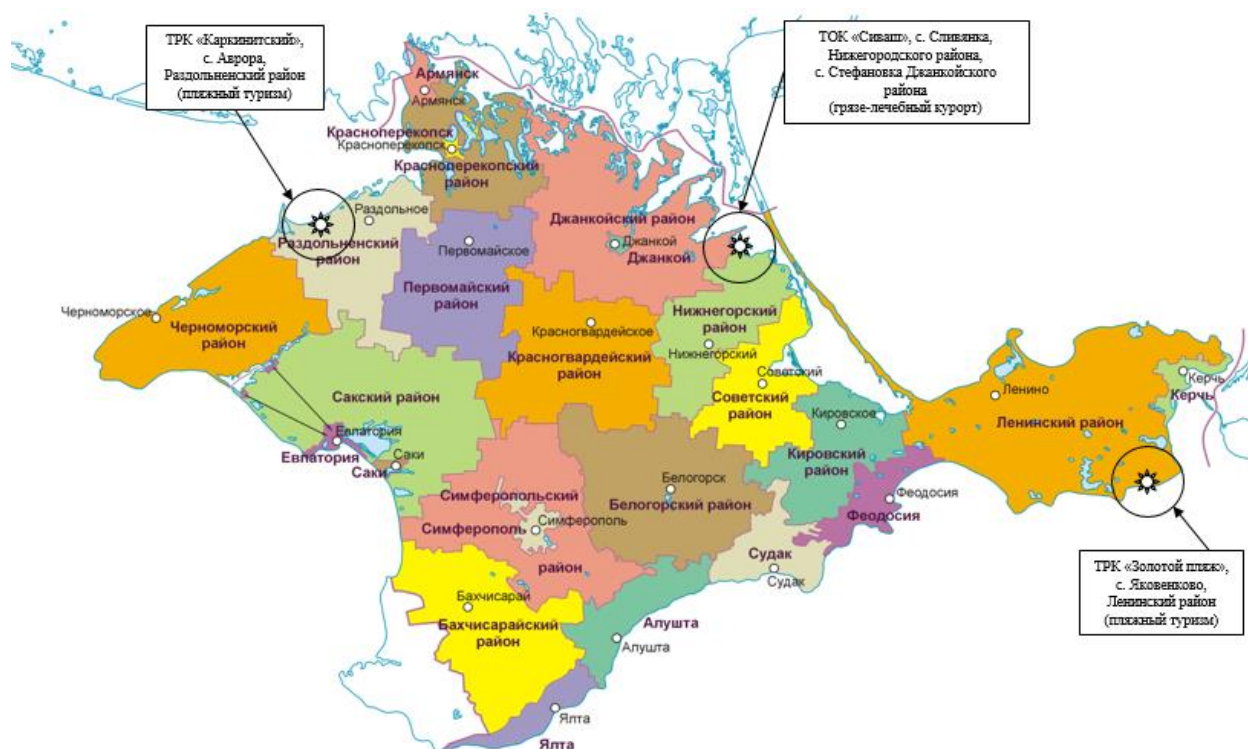 ТРК «Каркинитский»,
с. Аврора,
Раздольненский район
(пляжный туризм)
ТОК «Сиваш», с. Сливянка,
Нижегородского района,
с. Стефановка Джанкойского
района
(грязе-лечебный курорт)
Армянск
Армянск
Красноперекопск
Красноперекопск
Красноперекопский
район
Раздольное
Раздольненский
район
Джанкойский район
Джанкой
Джанкой
Первомайское
Первомайский
район
Черноморское
Черноморский
район
Красногвардейское
Красногвардейский
район
Нижнегорский
район
Нижнегорский
Советский
Советский
район
Сакский район
Евпатория
Евпатория
Саки
Саки
Кировское
Кировский
район
Ленино
Ленинский район
Керчь
Керчь
Белогорск
Белогорский район
Симферопольский
Симферополь
Симферополь
район
Феодосия
Феодосия
Судак
Судак
Бахчисарай
Бахчисарайский
район
Алушта
Алушта
Ялта
Ялта
ТРК «Золотой пляж»,
с. Яковенково,
Ленинский район
(пляжный туризм)